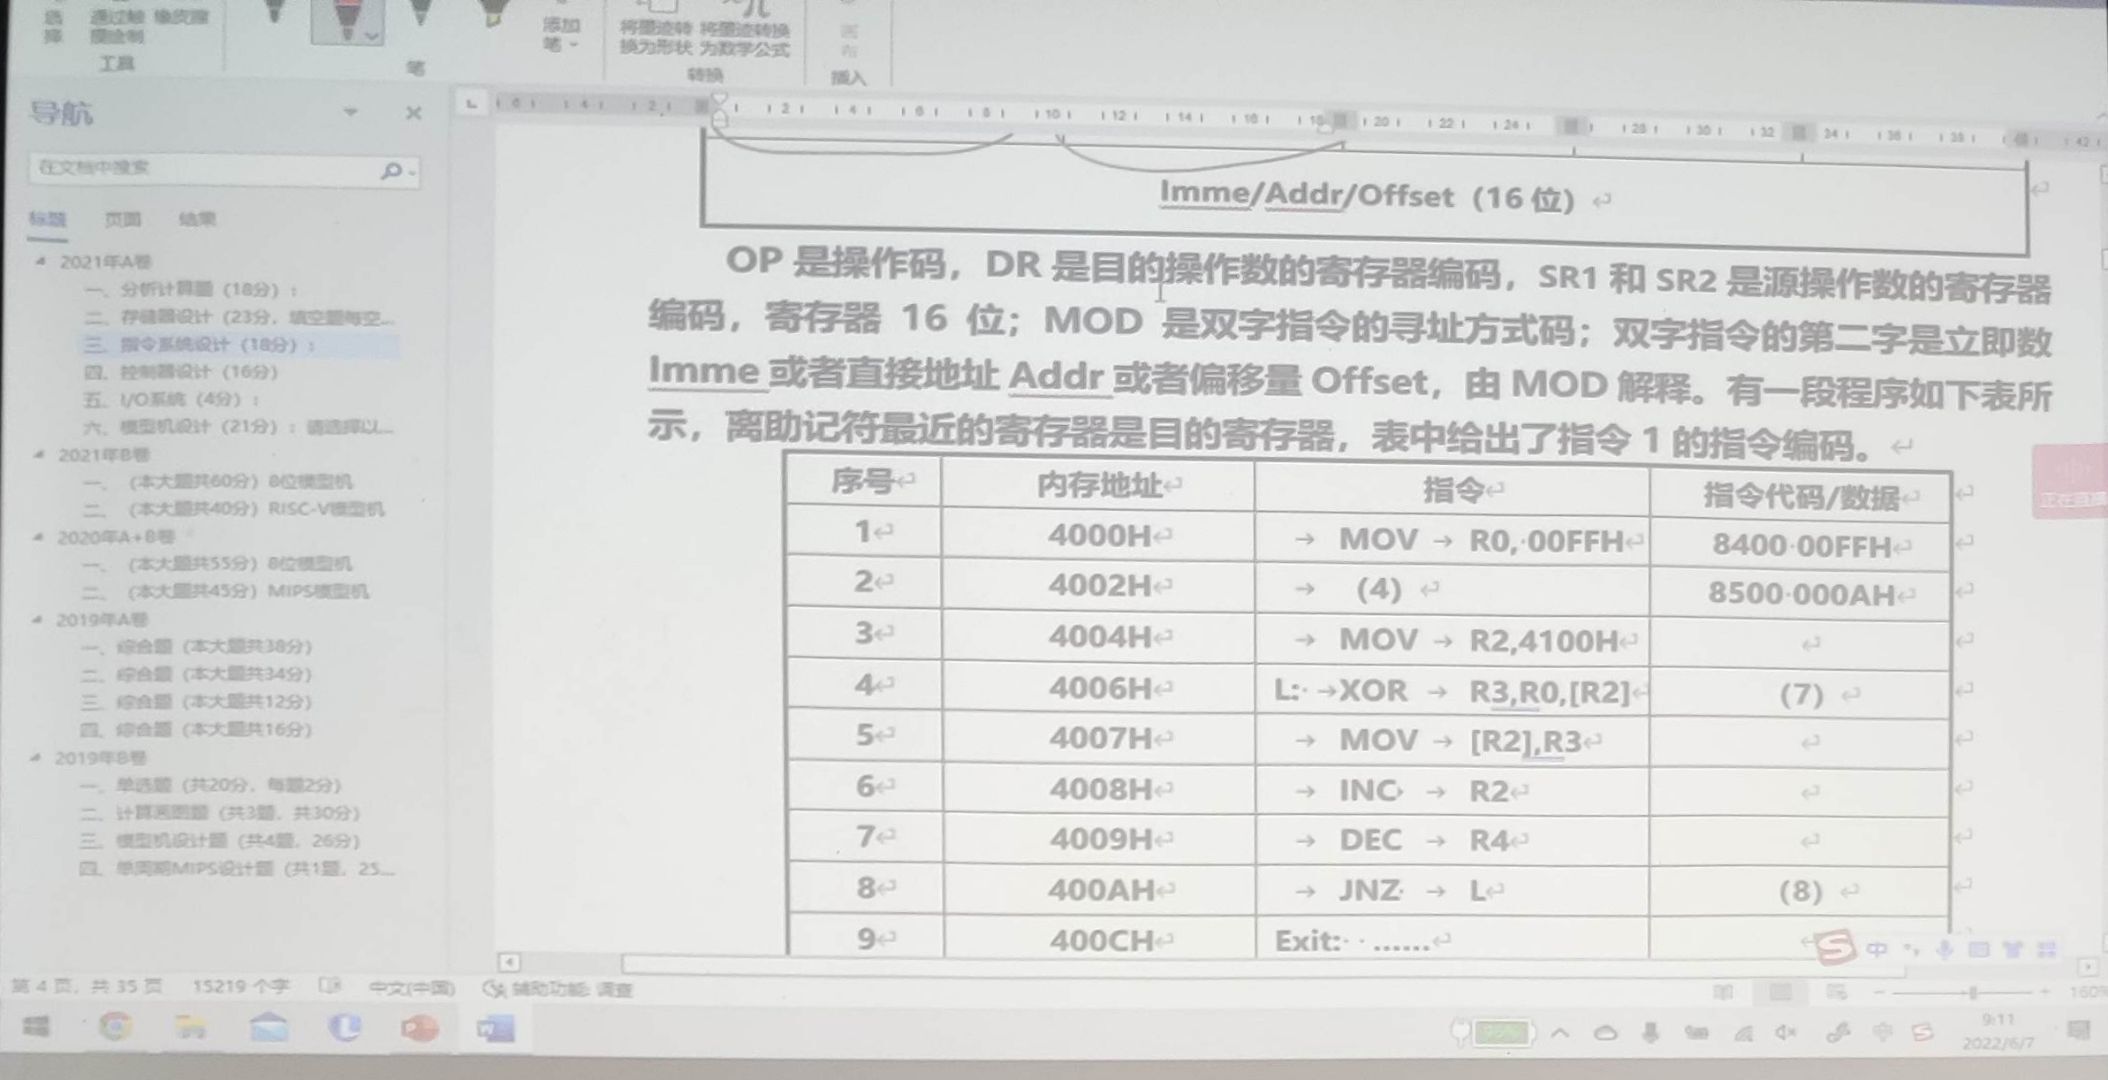 通过触 橡皮擦
择 摸绘制
工具
笔
添加
笔
将墨迹转 将墨迹转换
换为形状 为数学公式
转换
插入
导航
在文档中搜索
标题 页面 结果
2021年A卷
一、分析计算题（18分）：
二、存储器设计（23分，填空题每空...
三、指令系统设计（18分）：
四、控制器设计（16分）
五、I/O系统（4分）：
六、模型机设计（21分）：请选择以...
2021年B卷
一、（本大题共60分）8位模型机
二、（本大题共40分）RISC-V模型机
2020年A+B卷
一、（本大题共55分）8位模型机
二、（本大题共45分）MIPS模型机
2019年A卷
一、综合题（本大题共38分）
二、综合题（本大题共34分）
三、综合题（本大题共12分）
四、综合题（本大题共16分）
2019年B卷
一、单选题（共20分，每题2分）
二、计算画图题（共3题，共30分）
三、模型机设计题（共4题，26分）
四、单周期MIPS设计题（共1题，25...
Imme/Addr/Offset（16 位）
OP 是操作码，DR 是目的操作数的寄存器编码，SR1 和 SR2 是源操作数的寄存器
编码，寄存器 16 位；MOD 是双字指令的寻址方式码；双字指令的第二字是立即数
Imme 或者直接地址 Addr 或者偏移量 Offset，由 MOD 解释。有一段程序如下表所
示，离助记符最近的寄存器是目的寄存器，表中给出了指令 1 的指令编码。
序号 内存地址 指令 指令代码/数据
1 4000H → MOV → R0,·00FFH 8400·00FFH
2 4002H → (4) 8500·000AH
3 4004H → MOV → R2,4100H
4 4006H L:· →XOR → R3,R0,[R2] (7)
5 4007H → MOV → [R2],R3
6 4008H → INC → R2
7 4009H → DEC → R4
8 400AH → JNZ· → L (8)
9 400CH Exit:· · ......
中
第 4 页，共 35 页 15219 个字 中文(中国) 辅助功能: 调查
160%
9:11
2022/6/7